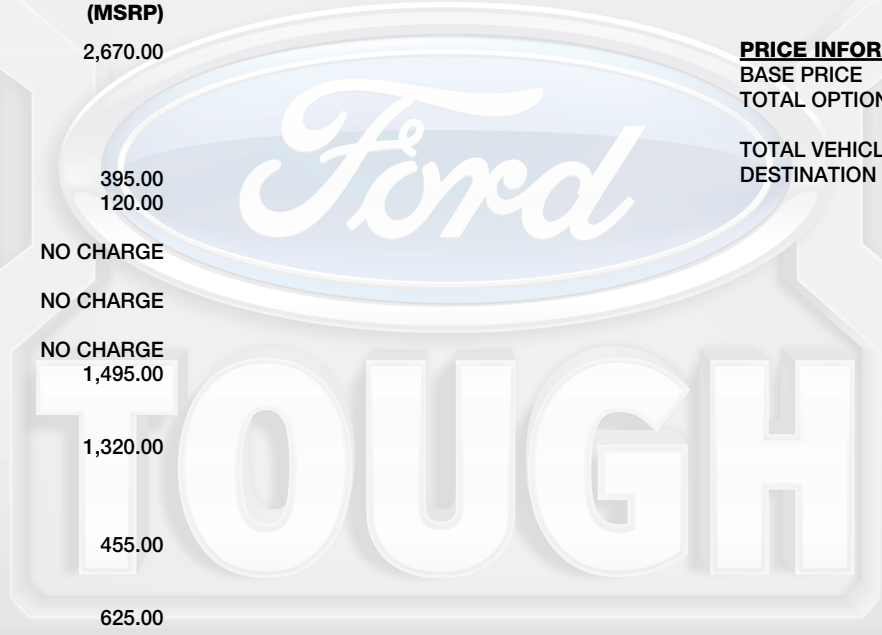 (MSRP)
2,670.00
395.00
120.00
NO CHARGE
NO CHARGE
NO CHARGE
1,495.00
1,320.00
455.00
625.00
PRICE INFOR
BASE PRICE
TOTAL OPTION
TOTAL VEHICL
DESTINATION
Ford
TOUGH